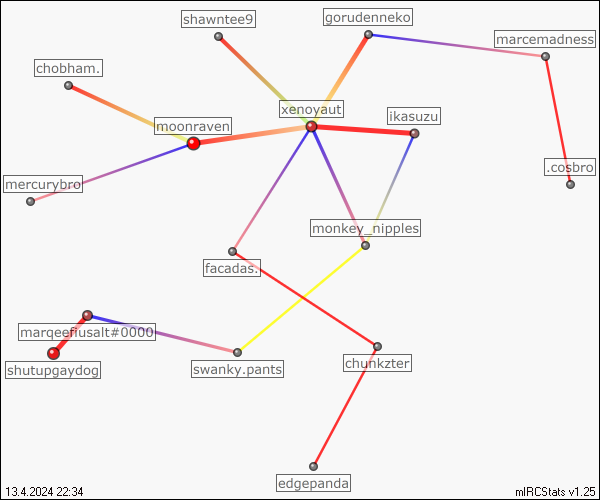 gorudenneko
shawntee9
marcemadness
chobham.
xenoyaut
ikasuzu
moonraven
.cosbro
mercurybro
monkey_nipples
facadas.
marqeefiusalt#0000
chunkzter
shutupgaydog
swanky.pants
edgepanda
13.4.2024 22:34
mIRCStats v1.25